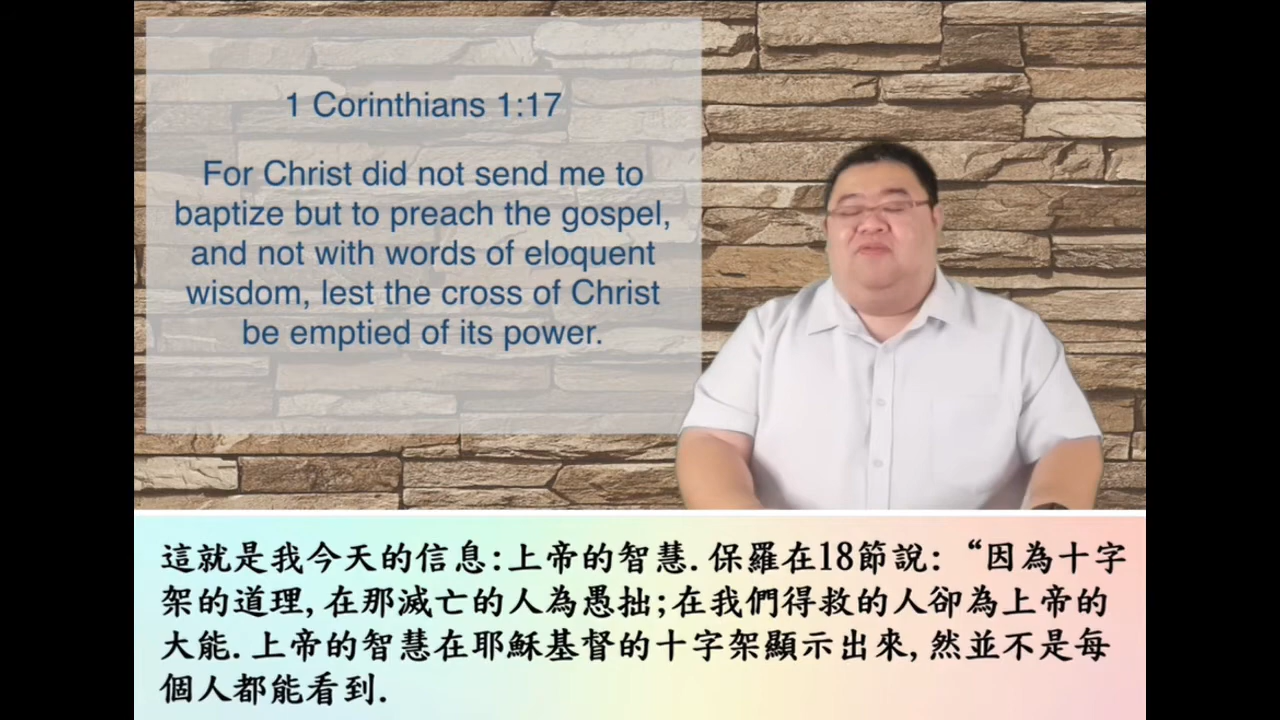 1 Corinthians 1:17
For Christ did not send me to
baptize but to preach the gospel,
and not with words of eloquent
wisdom, lest the cross of Christ
be emptied of its power.
這就是我今天的信息:上帝的智慧.保羅在18節說:“因為十字
架的道理,在那滅亡的人為愚拙;在我們得救的人卻為上帝的
大能.上帝的智慧在耶穌基督的十字架顯示出來,然並不是每
個人都能看到.